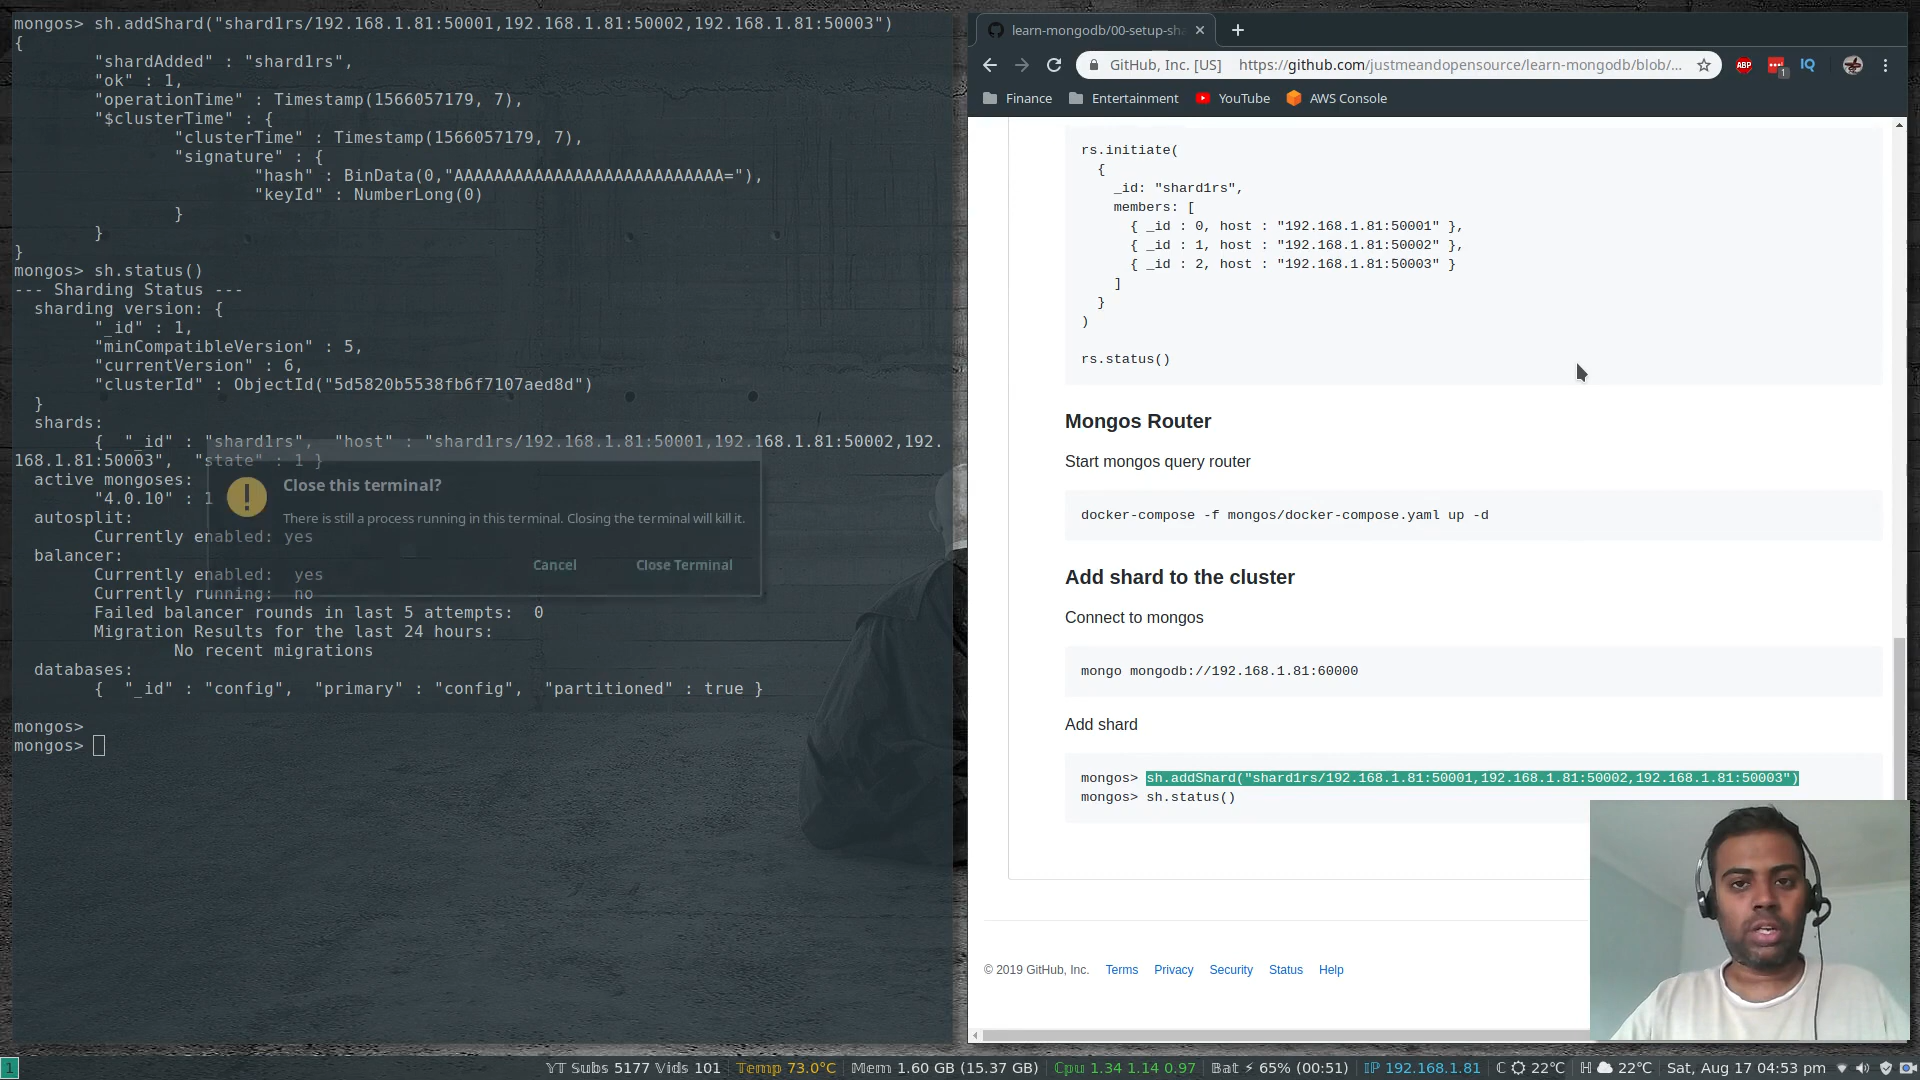 mongos> sh.addShard("shard1rs/192.168.1.81:50001,192.168.1.81:50002,192.168.1.81:50003")
{
"shardAdded" : "shard1rs",
"ok" : 1,
"operationTime" : Timestamp(1566057179, 7),
"$clusterTime" : {
"clusterTime" : Timestamp(1566057179, 7),
"signature" : {
"hash" : BinData(0,"AAAAAAAAAAAAAAAAAAAAAAAAAAA="),
"keyId" : NumberLong(0)
}
}
}
mongos> sh.status()
--- Sharding Status ---
sharding version: {
"_id" : 1,
"minCompatibleVersion" : 5,
"currentVersion" : 6,
"clusterId" : ObjectId("5d5820b5538fb6f7107aed8d")
}
shards:
{ "_id" : "shard1rs", "host" : "shard1rs/192.168.1.81:50001,192.168.1.81:50002,192.
168.1.81:50003", "state" : 1 }
active mongoses:
"4.0.10" : 1
autosplit:
Currently enabled: yes
balancer:
Currently enabled: yes
Currently running: no
Failed balancer rounds in last 5 attempts: 0
Migration Results for the last 24 hours:
No recent migrations
databases:
{ "_id" : "config", "primary" : "config", "partitioned" : true }
mongos>
mongos>
Close this terminal?
There is still a process running in this terminal. Closing the terminal will kill it.
Cancel Close Terminal
learn-mongodb/00-setup-sh
GitHub, Inc. [US] https://github.com/justmeandopensource/learn-mongodb/blob/...
ABP 1 IQ
Finance Entertainment YouTube AWS Console
rs.initiate(
{
_id: "shard1rs",
members: [
{ _id : 0, host : "192.168.1.81:50001" },
{ _id : 1, host : "192.168.1.81:50002" },
{ _id : 2, host : "192.168.1.81:50003" }
]
}
)
rs.status()
Mongos Router
Start mongos query router
docker-compose -f mongos/docker-compose.yaml up -d
Add shard to the cluster
Connect to mongos
mongo mongodb://192.168.1.81:60000
Add shard
mongos> sh.addShard("shard1rs/192.168.1.81:50001,192.168.1.81:50002,192.168.1.81:50003")
mongos> sh.status()
© 2019 GitHub, Inc. Terms Privacy Security Status Help
1 YT Subs 5177 Vids 101 Temp 73.0°C Mem 1.60 GB (15.37 GB) Cpu 1.34 1.14 0.97 Bat ⚡ 65% (00:51) IP 192.168.1.81 C 22°C H 22°C Sat, Aug 17 04:53 pm